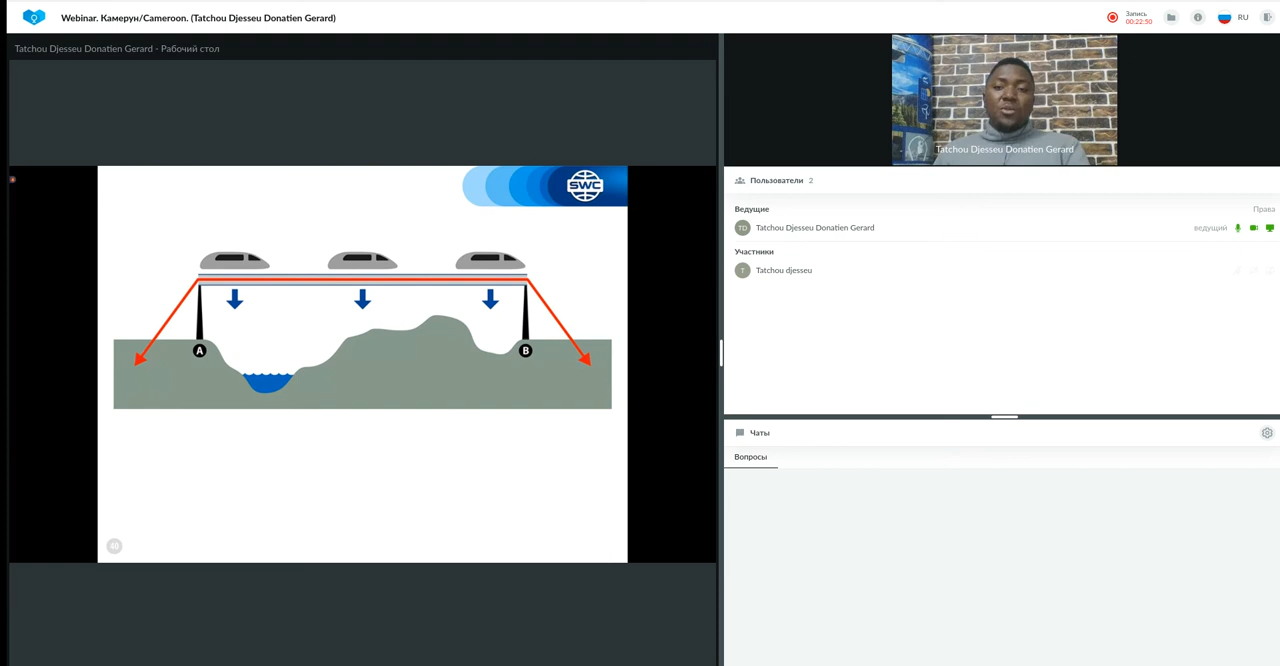 Webinar. Камерун/Cameroon. (Tatchou Djesseu Donatien Gerard)
Запись
00:22:50
RU
Tatchou Djesseu Donatien Gerard - Рабочий стол
SWC
A
B
40
Tatchou Djesseu Donatien Gerard
Пользователи 2
Ведущие
Права
TD Tatchou Djesseu Donatien Gerard
ведущий
Участники
T Tatchou djesseu
Чаты
Вопросы